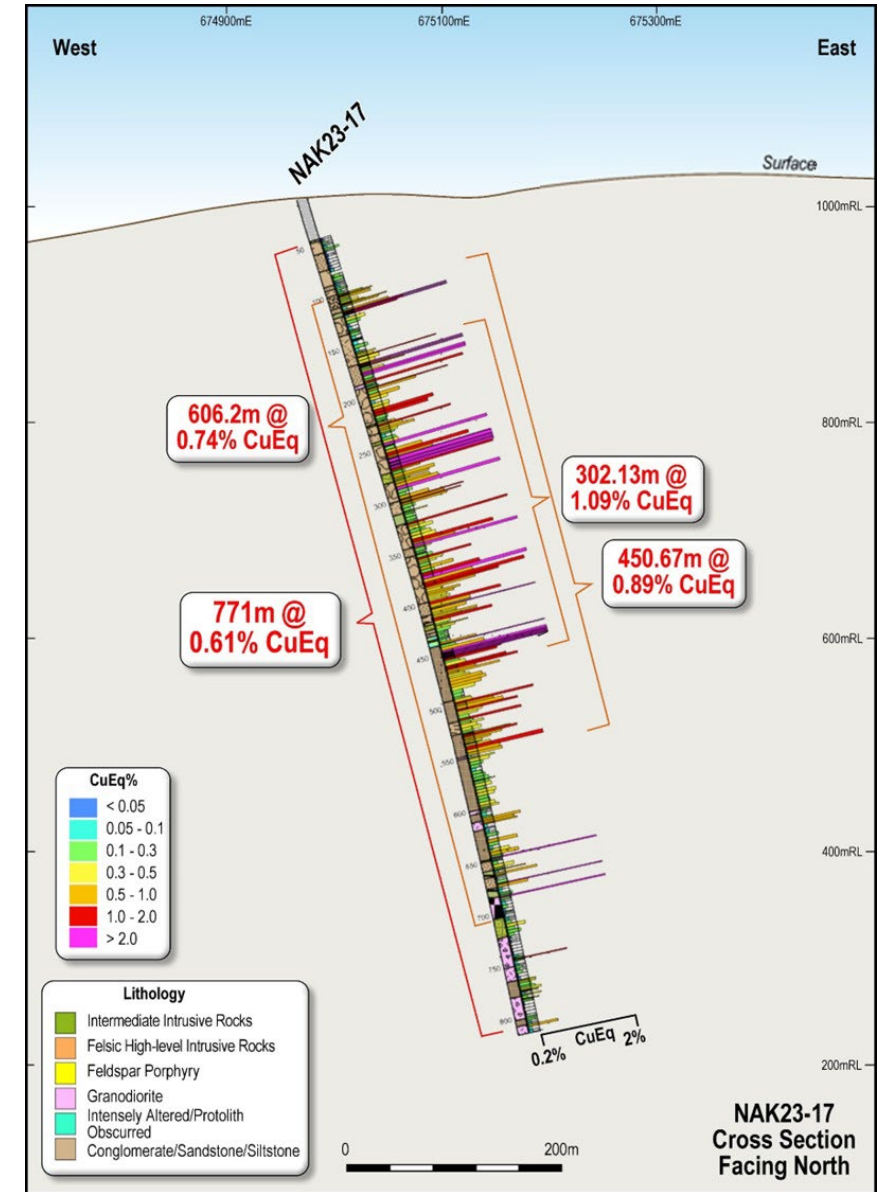 674900mE
675100mE
675300mE
West
East
NAK23-17
Surface
1000mRL
800mRL
600mRL
400mRL
200mRL
50
100
150
200
250
300
350
400
450
500
550
600
650
700
750
800
606.2m @
0.74% CuEq
302.13m @
1.09% CuEq
450.67m @
0.89% CuEq
771m @
0.61% CuEq
CuEq%
< 0.05
0.05 - 0.1
0.1 - 0.3
0.3 - 0.5
0.5 - 1.0
1.0 - 2.0
> 2.0
Lithology
Intermediate Intrusive Rocks
Felsic High-level Intrusive Rocks
Feldspar Porphyry
Granodiorite
Intensely Altered/Protolith
Obscurred
Conglomerate/Sandstone/Siltstone
0.2% CuEq 2%
0 200m
NAK23-17
Cross Section
Facing North